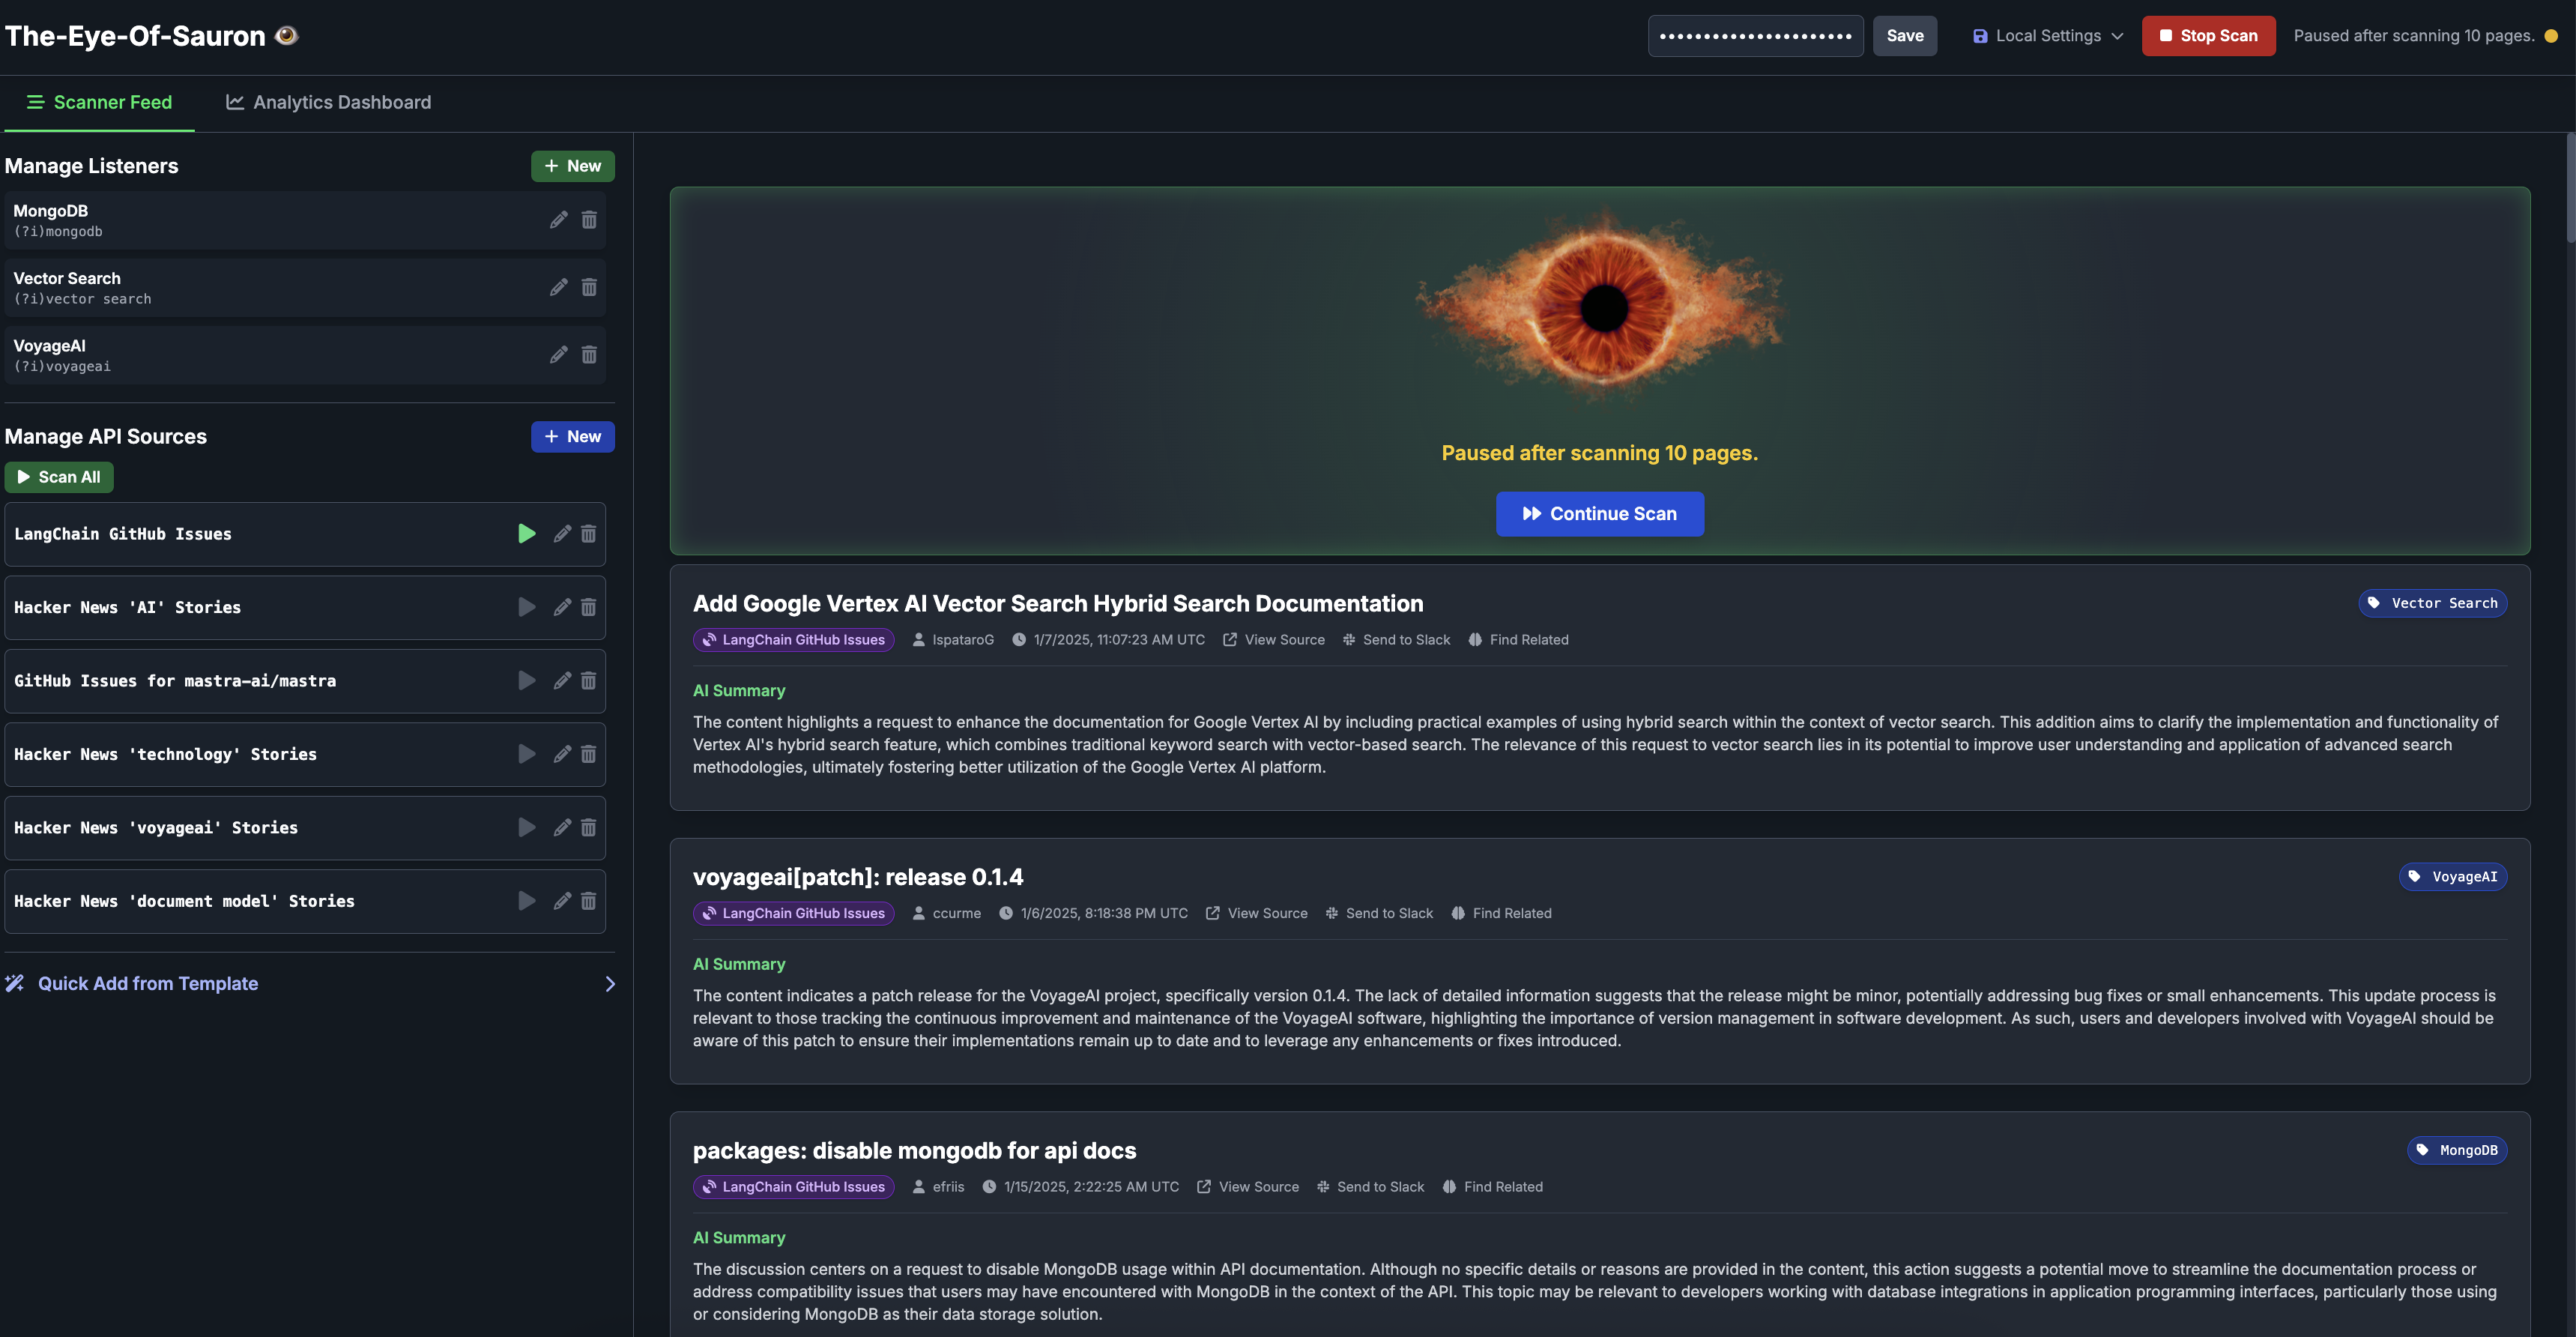 The-Eye-Of-Sauron
Save
Local Settings
Stop Scan
Paused after scanning 10 pages.
Scanner Feed
Analytics Dashboard
Manage Listeners
New
MongoDB
(?i)mongodb
Vector Search
(?i)vector search
VoyageAI
(?i)voyageai
Manage API Sources
New
Scan All
LangChain GitHub Issues
Hacker News 'AI' Stories
GitHub Issues for mastra-ai/mastra
Hacker News 'technology' Stories
Hacker News 'voyageai' Stories
Hacker News 'document model' Stories
Quick Add from Template
Paused after scanning 10 pages.
Continue Scan
Add Google Vertex AI Vector Search Hybrid Search Documentation
Vector Search
LangChain GitHub Issues lspataroG 1/7/2025, 11:07:23 AM UTC View Source Send to Slack Find Related
AI Summary
The content highlights a request to enhance the documentation for Google Vertex AI by including practical examples of using hybrid search within the context of vector search. This addition aims to clarify the implementation and functionality of
Vertex AI's hybrid search feature, which combines traditional keyword search with vector-based search. The relevance of this request to vector search lies in its potential to improve user understanding and application of advanced search
methodologies, ultimately fostering better utilization of the Google Vertex AI platform.
voyageai[patch]: release 0.1.4
VoyageAI
LangChain GitHub Issues ccurme 1/6/2025, 8:18:38 PM UTC View Source Send to Slack Find Related
AI Summary
The content indicates a patch release for the VoyageAI project, specifically version 0.1.4. The lack of detailed information suggests that the release might be minor, potentially addressing bug fixes or small enhancements. This update process is
relevant to those tracking the continuous improvement and maintenance of the VoyageAI software, highlighting the importance of version management in software development. As such, users and developers involved with VoyageAI should be
aware of this patch to ensure their implementations remain up to date and to leverage any enhancements or fixes introduced.
packages: disable mongodb for api docs
MongoDB
LangChain GitHub Issues efriis 1/15/2025, 2:22:25 AM UTC View Source Send to Slack Find Related
AI Summary
The discussion centers on a request to disable MongoDB usage within API documentation. Although no specific details or reasons are provided in the content, this action suggests a potential move to streamline the documentation process or
address compatibility issues that users may have encountered with MongoDB in the context of the API. This topic may be relevant to developers working with database integrations in application programming interfaces, particularly those using
or considering MongoDB as their data storage solution.